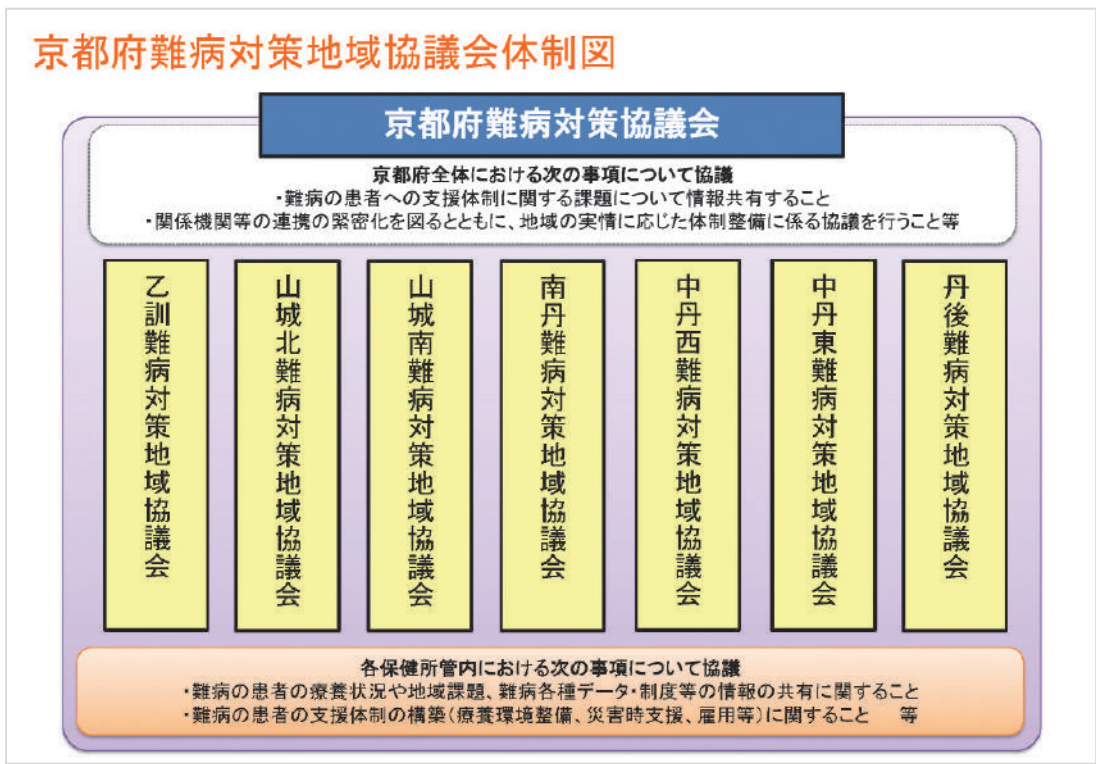 京都府難病対策地域協議会体制図
京都府難病対策協議会
京都府全体における次の事項について協議
・難病の患者への支援体制に関する課題について情報共有すること
・関係機関等の連携の緊密化を図るとともに、地域の実情に応じた体制整備に係る協議を行うこと等
乙訓難病対策地域協議会
山城北難病対策地域協議会
山城南難病対策地域協議会
南丹難病対策地域協議会
中丹西難病対策地域協議会
中丹東難病対策地域協議会
丹後難病対策地域協議会
各保健所管内における次の事項について協議
・難病の患者の療養状況や地域課題、難病各種データ・制度等の情報の共有に関すること
・難病の患者の支援体制の構築(療養環境整備、災害時支援、雇用等)に関すること　等